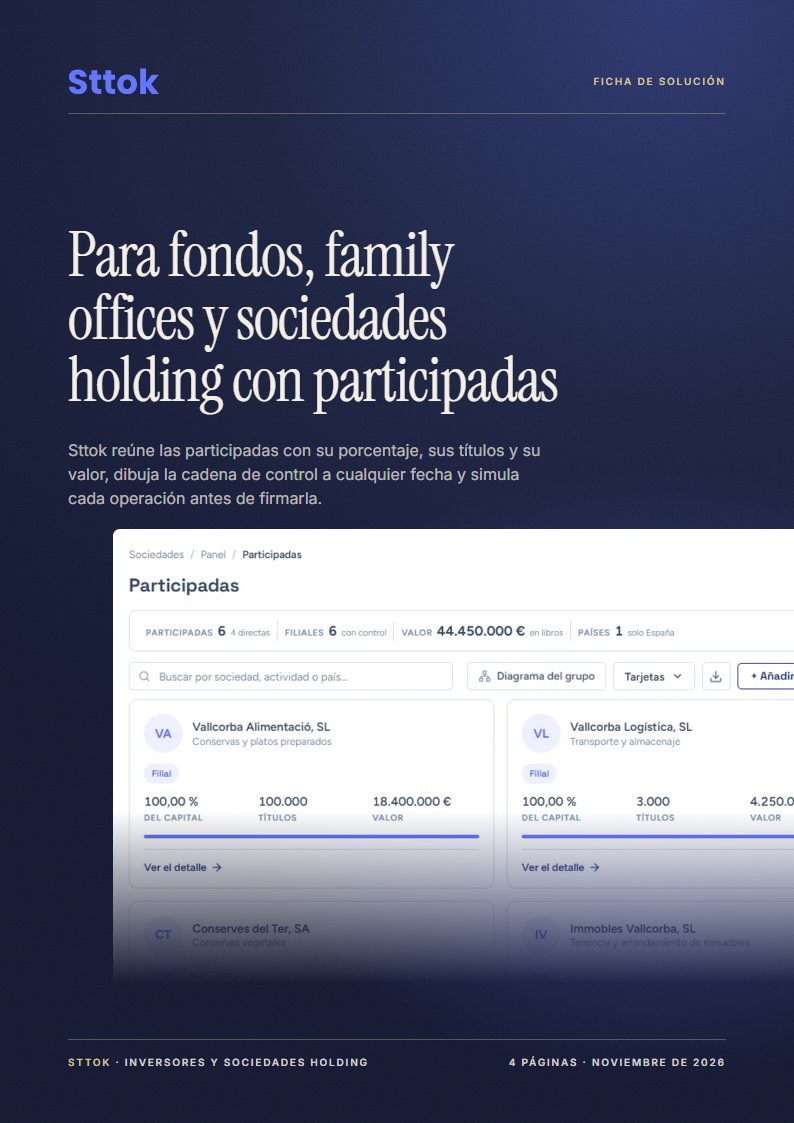 Sttok
FICHA DE SOLUCIÓN
Para fondos, family
offices y sociedades
holding con participadas
Sttok reúne las participadas con su porcentaje, sus títulos y su
valor, dibuja la cadena de control a cualquier fecha y simula
cada operación antes de firmarla.
Sociedades / Panel / Participadas
Participadas
PARTICIPADAS 6 4 directas FILIALES 6 con control VALOR 44.450.000 € en libros PAÍSES 1 solo España
Buscar por sociedad, actividad o país... Diagrama del grupo Tarjetas + Añadir
VA Vallcorba Alimentació, SL
Conservas y platos preparados
Filial
100,00 % 100.000 18.400.000 €
DEL CAPITAL TÍTULOS VALOR
Ver el detalle →
VL Vallcorba Logística, SL
Transporte y almacenaje
Filial
100,00 % 3.000 4.250.0
DEL CAPITAL TÍTULOS VALOR
Ver el detalle →
CT Conserves del Ter, SA
Conservas vegetales
IV Immobles Vallcorba, SL
Tenencia y arrendamiento de inmuebles
Filial
STTOK · INVERSORES Y SOCIEDADES HOLDING
4 PÁGINAS · NOVIEMBRE DE 2026